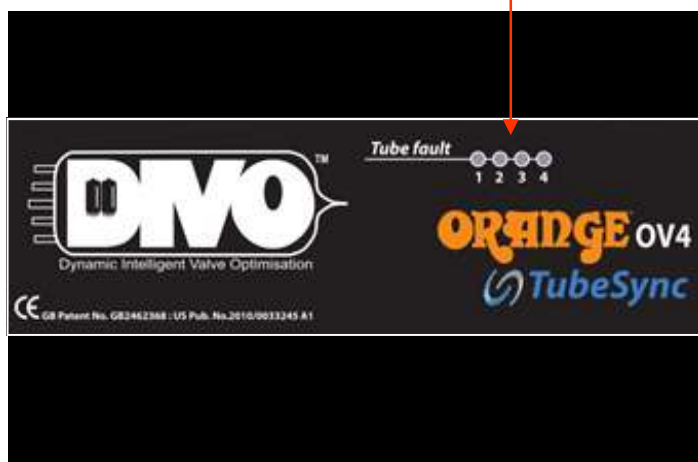 DIVO™
Dynamic Intelligent Valve Optimisation
CE GB Patent No. GB2462368 : US Pub. No.2010/0033245 A1
Tube fault
1 2 3 4
ORANGE OV4
TubeSync